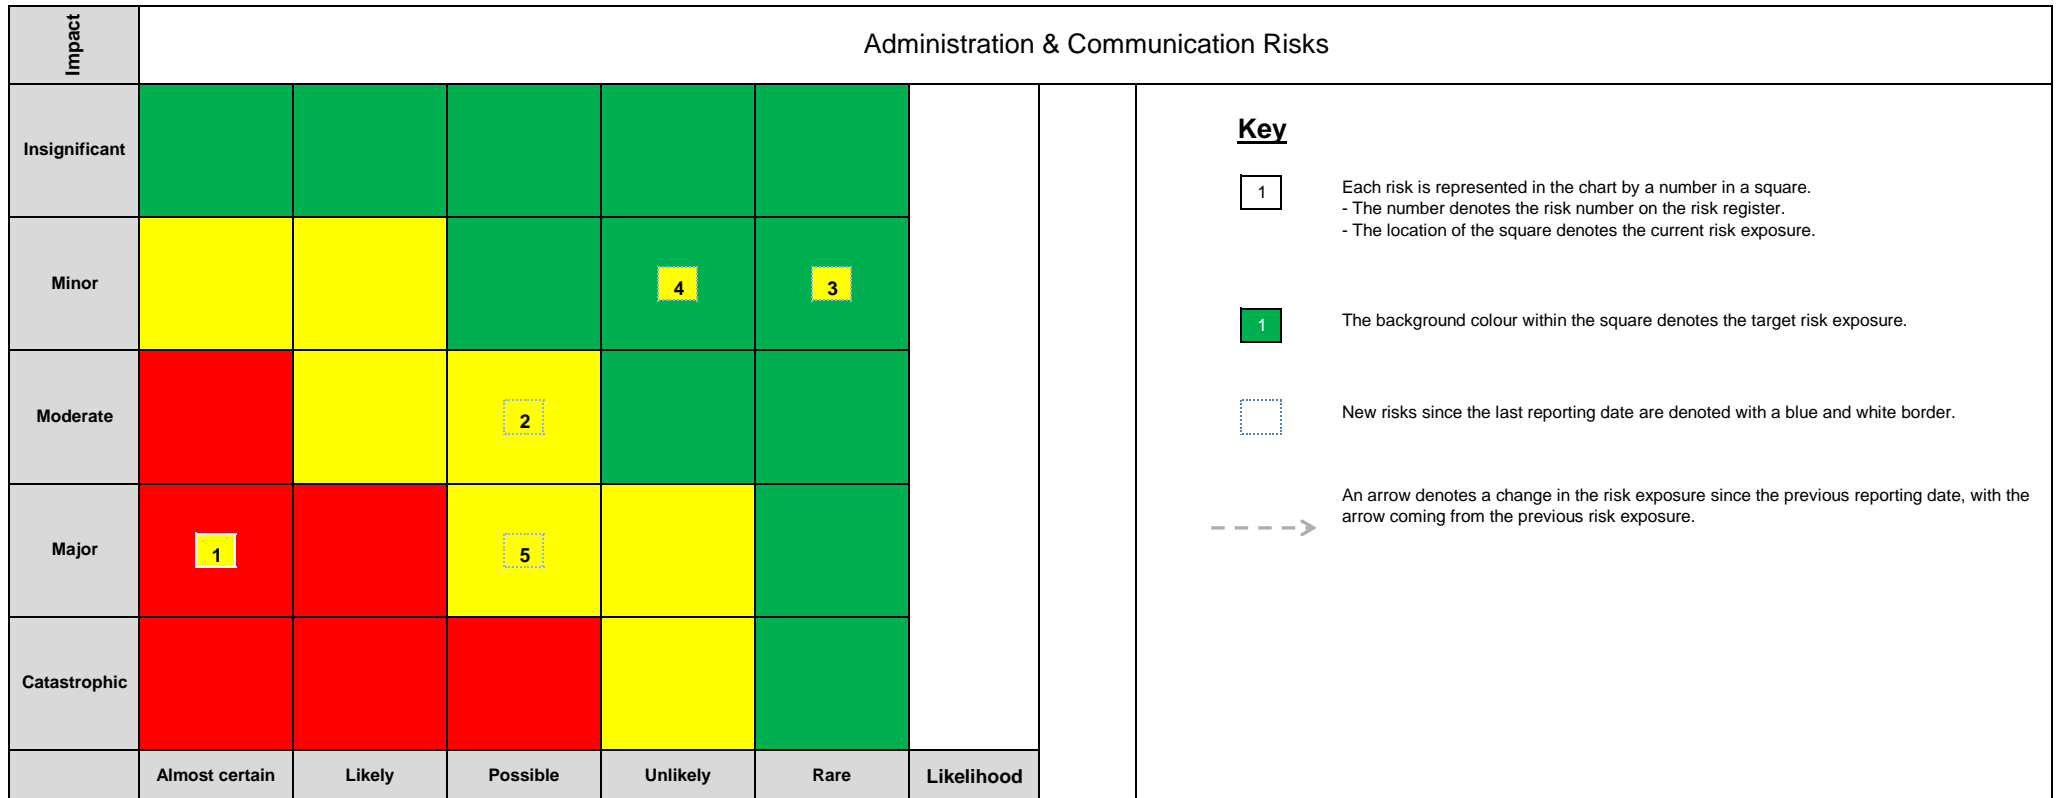 Impact
Administration & Communication Risks
Insignificant
Minor
4
3
Moderate
2
Major
1
5
Catastrophic
Almost certain
Likely
Possible
Unlikely
Rare
Likelihood
Key
1
Each risk is represented in the chart by a number in a square.
- The number denotes the risk number on the risk register.
- The location of the square denotes the current risk exposure.
1
The background colour within the square denotes the target risk exposure.
New risks since the last reporting date are denoted with a blue and white border.
An arrow denotes a change in the risk exposure since the previous reporting date, with the
arrow coming from the previous risk exposure.